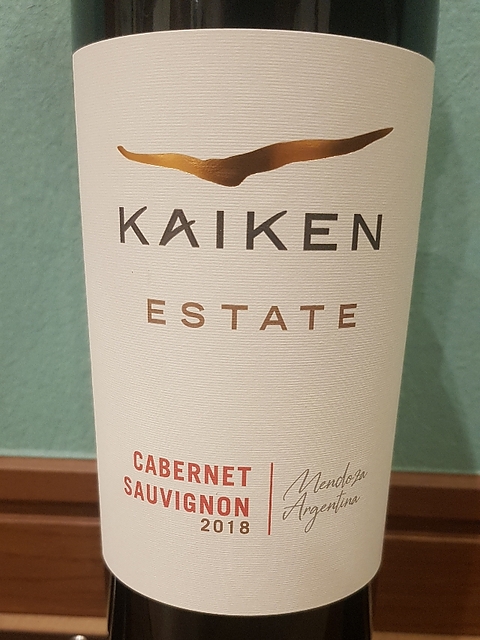 KAIKEN
ESTATE
CABERNET
SAUVIGNON
2018
Mendoza
Argentina